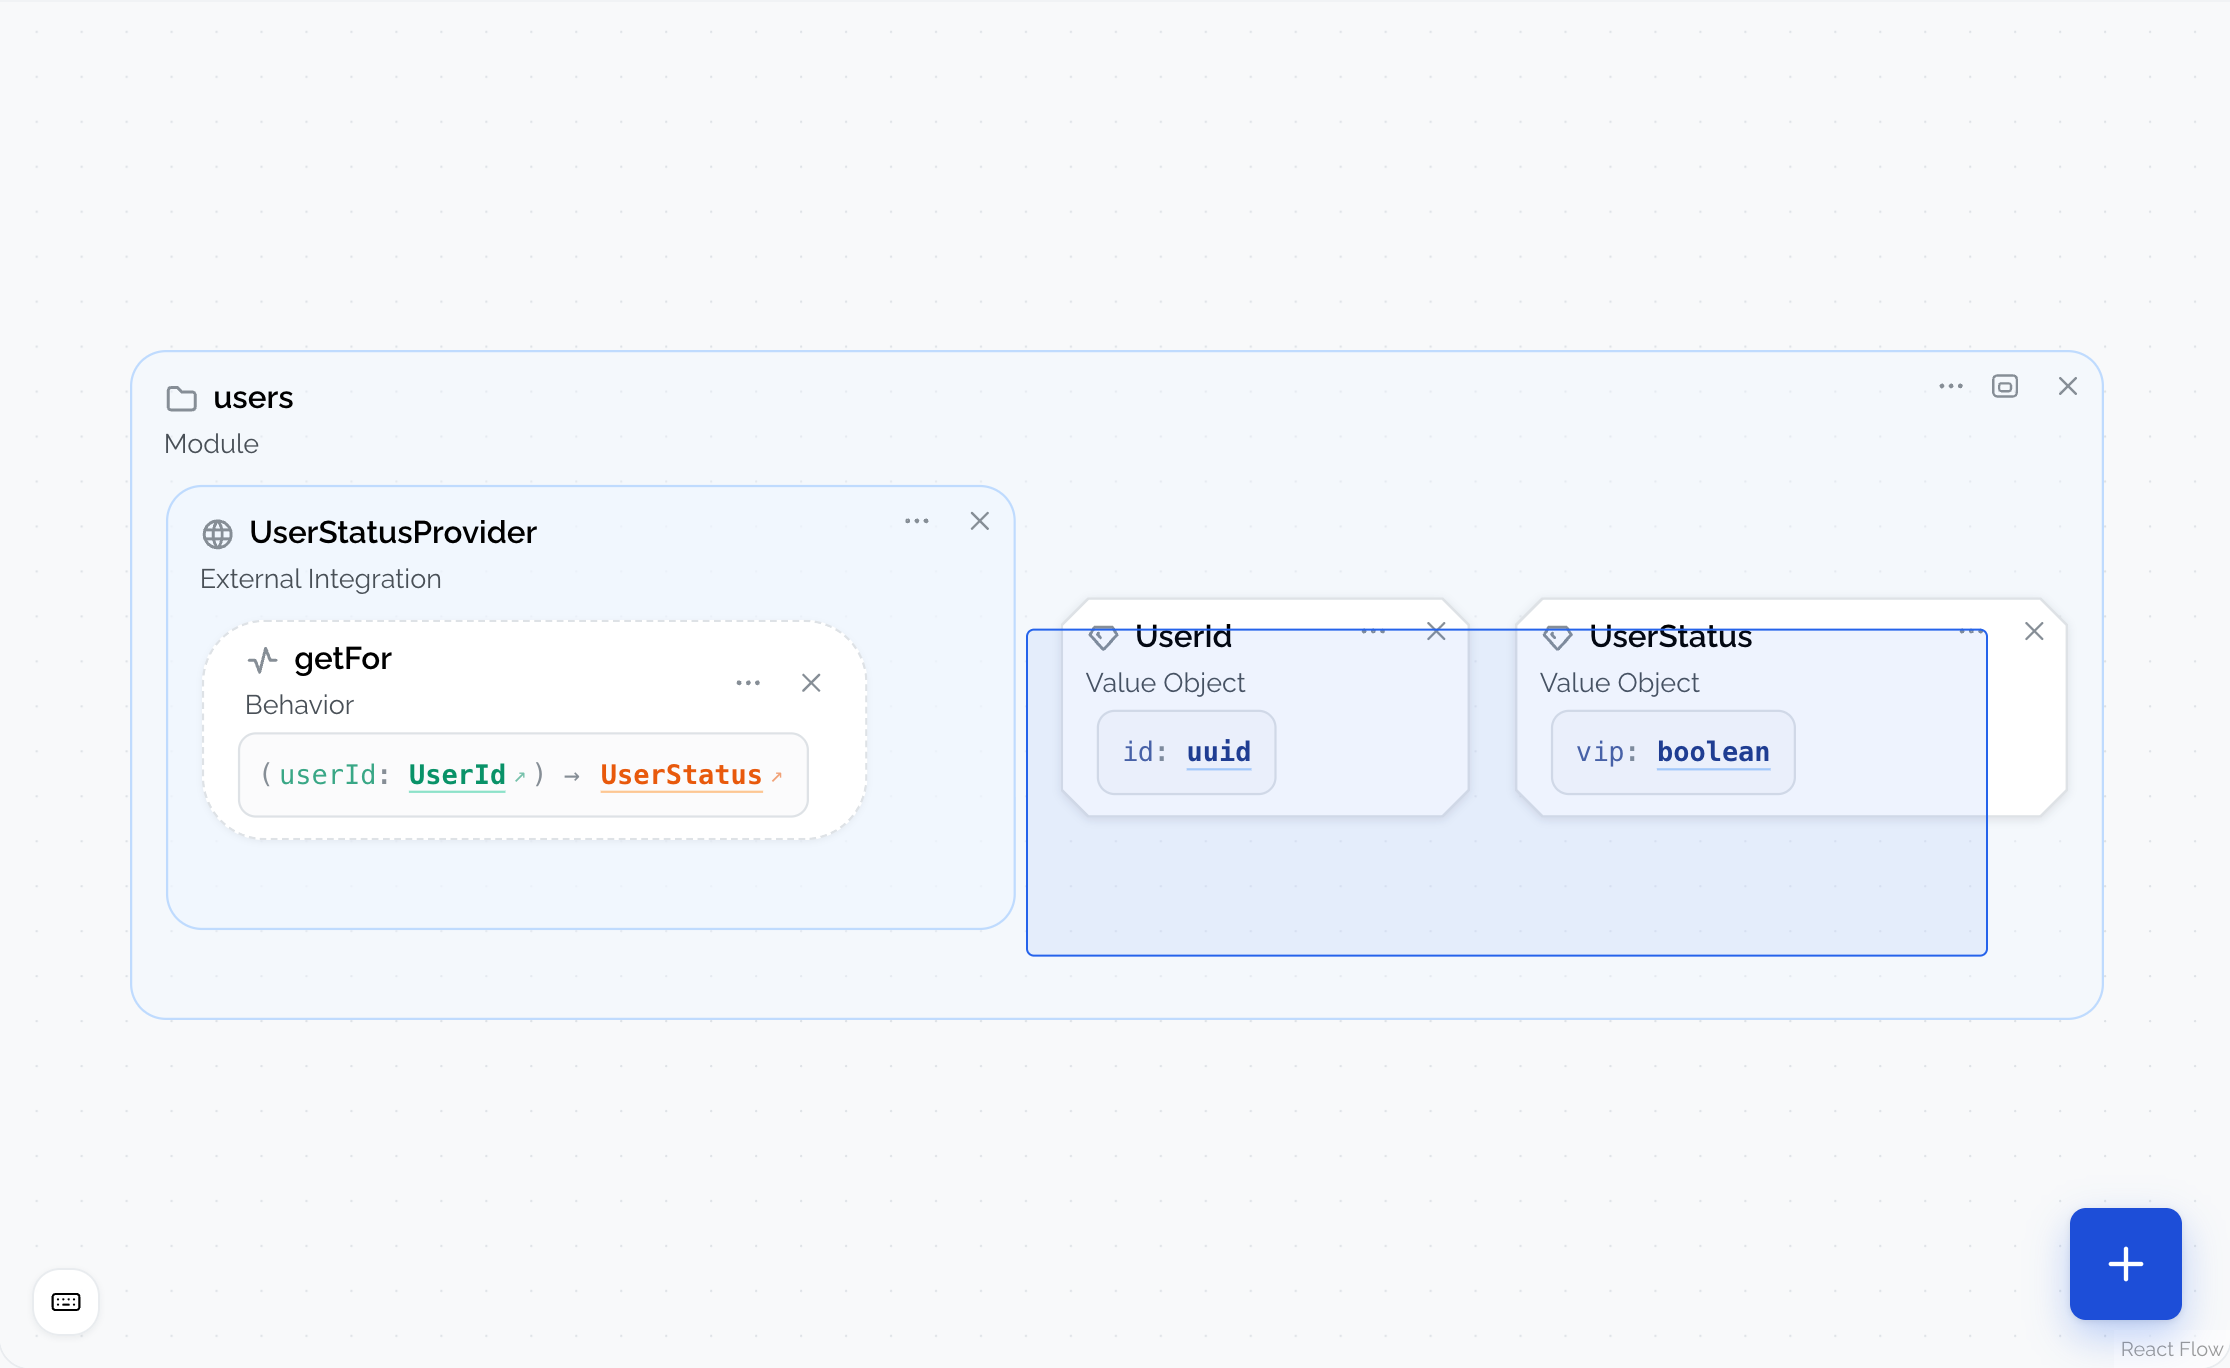 users
Module
UserStatusProvider
External Integration
getFor
Behavior
(userId: UserId↗) → UserStatus↗
UserId
Value Object
id: uuid
UserStatus
Value Object
vip: boolean
React Flow